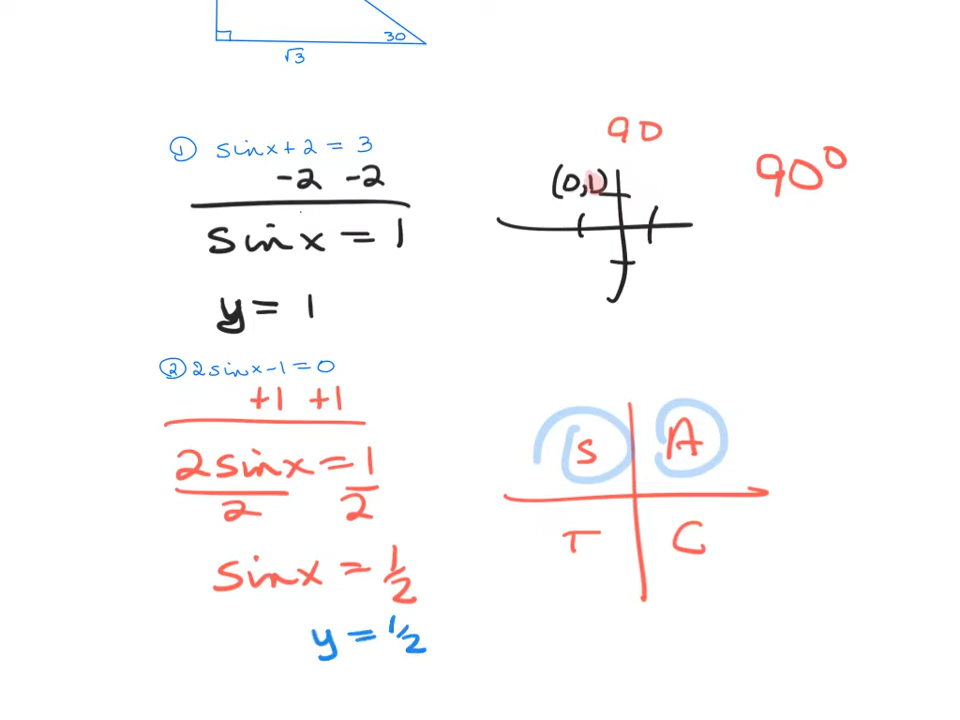 30
√3
① sinx + 2 = 3
-2 -2
sinx = 1
y = 1
90
(0,1)
90°
② 2sinx - 1 = 0
+1 +1
2sinx = 1
2 2
sinx = 1/2
y = 1/2
S A
T C